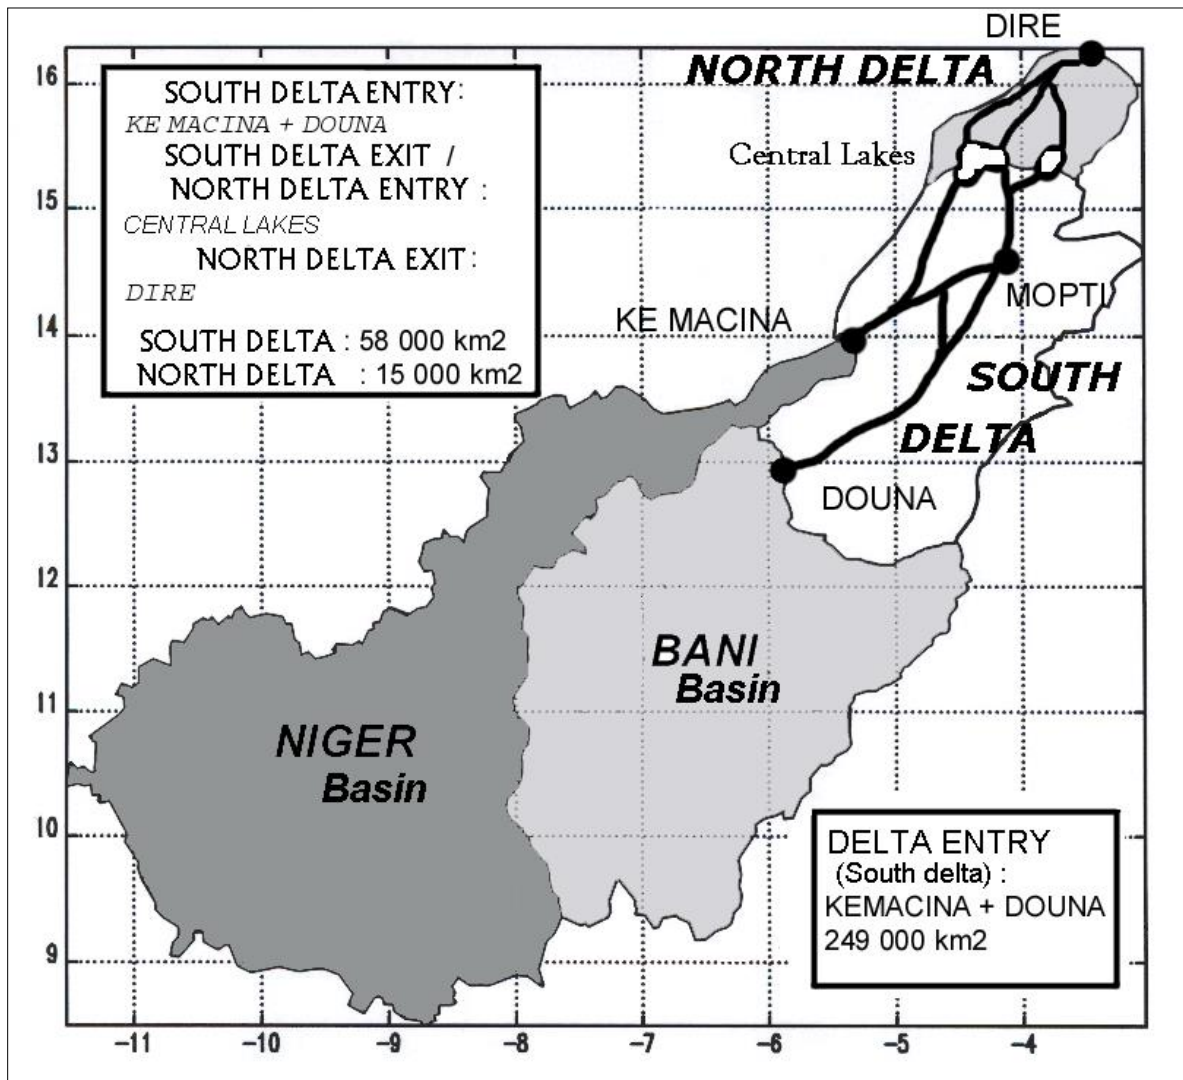 DIRE
NORTH DELTA
16
SOUTH DELTA ENTRY:
KE MACINA + DOUNA
SOUTH DELTA EXIT /
NORTH DELTA ENTRY :
CENTRAL LAKES
NORTH DELTA EXIT:
DIRE
SOUTH DELTA : 58 000 km2
NORTH DELTA : 15 000 km2
Central Lakes
15
MOPTI
KE MACINA
14
SOUTH
DELTA
13
DOUNA
12
BANI
Basin
11
NIGER
Basin
10
DELTA ENTRY
(South delta) :
KEMACINA + DOUNA
249 000 km2
9
-11 -10 -9 -8 -7 -6 -5 -4